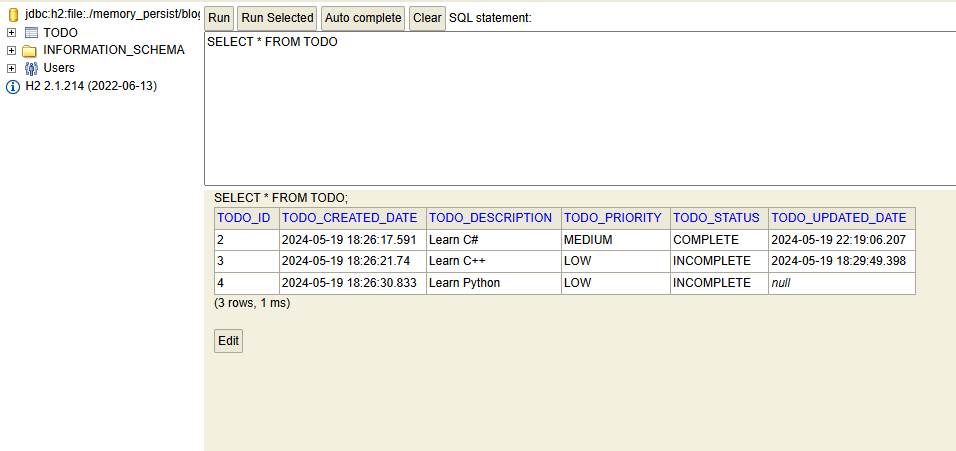 jdbc:h2:file:./memory_persist/blog
TODO
INFORMATION_SCHEMA
Users
H2 2.1.214 (2022-06-13)
Run Run Selected Auto complete Clear SQL statement:
SELECT * FROM TODO
SELECT * FROM TODO;
TODO_ID TODO_CREATED_DATE TODO_DESCRIPTION TODO_PRIORITY TODO_STATUS TODO_UPDATED_DATE
2 2024-05-19 18:26:17.591 Learn C# MEDIUM COMPLETE 2024-05-19 22:19:06.207
3 2024-05-19 18:26:21.74 Learn C++ LOW INCOMPLETE 2024-05-19 18:29:49.398
4 2024-05-19 18:26:30.833 Learn Python LOW INCOMPLETE null
(3 rows, 1 ms)
Edit